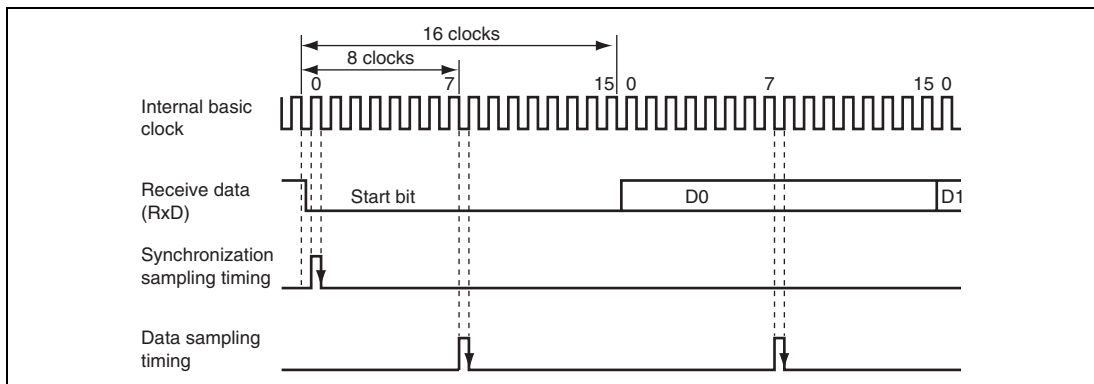 16 clocks
8 clocks
0 7 15 0 7 15 0
Internal basic
clock
Receive data
(RxD)
Start bit D0 D1
Synchronization
sampling timing
Data sampling
timing